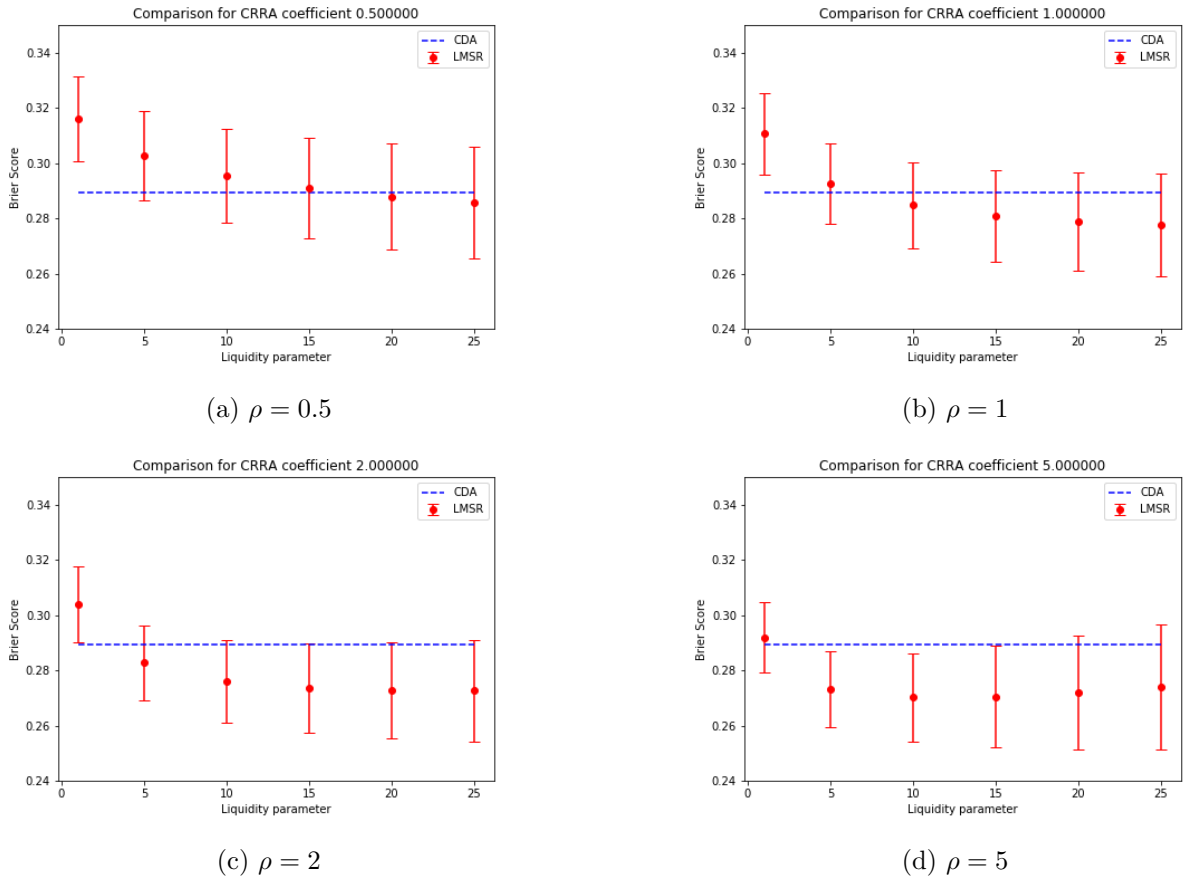 Comparison for CRRA coefficient 0.500000
CDA
LMSR
0.34
0.32
0.30
0.28
0.26
0.24
Brier Score
0 5 10 15 20 25
Liquidity parameter
(a) ρ = 0.5
Comparison for CRRA coefficient 1.000000
CDA
LMSR
0.34
0.32
0.30
0.28
0.26
0.24
Brier Score
0 5 10 15 20 25
Liquidity parameter
(b) ρ = 1
Comparison for CRRA coefficient 2.000000
CDA
LMSR
0.34
0.32
0.30
0.28
0.26
0.24
Brier Score
0 5 10 15 20 25
Liquidity parameter
(c) ρ = 2
Comparison for CRRA coefficient 5.000000
CDA
LMSR
0.34
0.32
0.30
0.28
0.26
0.24
Brier Score
0 5 10 15 20 25
Liquidity parameter
(d) ρ = 5